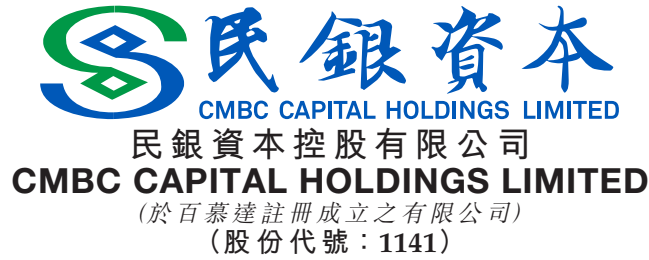 民銀資本
CMBC CAPITAL HOLDINGS LIMITED
民銀資本控股有限公司
CMBC CAPITAL HOLDINGS LIMITED
(於百慕達註冊成立之有限公司)
（股份代號：1141）